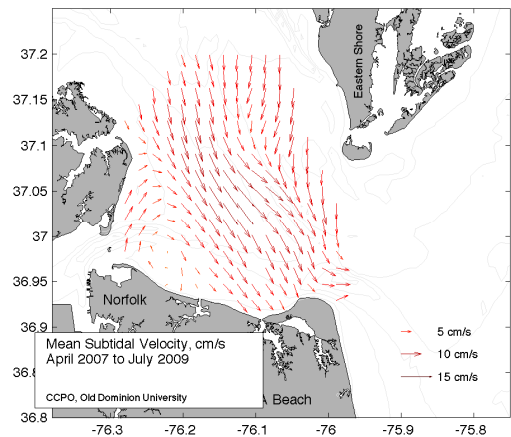 37.2
Eastern Shore
37.15
37.1
37.05
37
36.95
Norfolk
36.9
5 cm/s
Mean Subtidal Velocity, cm/s
April 2007 to July 2009
10 cm/s
36.8
15 cm/s
CCPO, Old Dominion University
A Beach
36.8
-76.3
-76.2
-76.1
-76
-75.9
-75.8